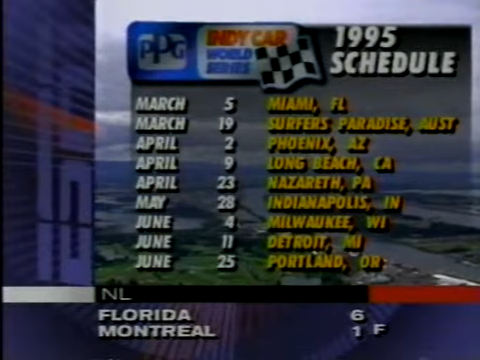 PPG
INDY CAR
WORLD
SERIES
1995
SCHEDULE
MARCH 5 MIAMI, FL
MARCH 19 SURFERS PARADISE, AUST
APRIL 2 PHOENIX, AZ
APRIL 9 LONG BEACH, CA
APRIL 23 NAZARETH, PA
MAY 28 INDIANAPOLIS, IN
JUNE 4 MILWAUKEE, WI
JUNE 11 DETROIT, MI
JUNE 25 PORTLAND, OR
NL
FLORIDA 6
MONTREAL 1 F